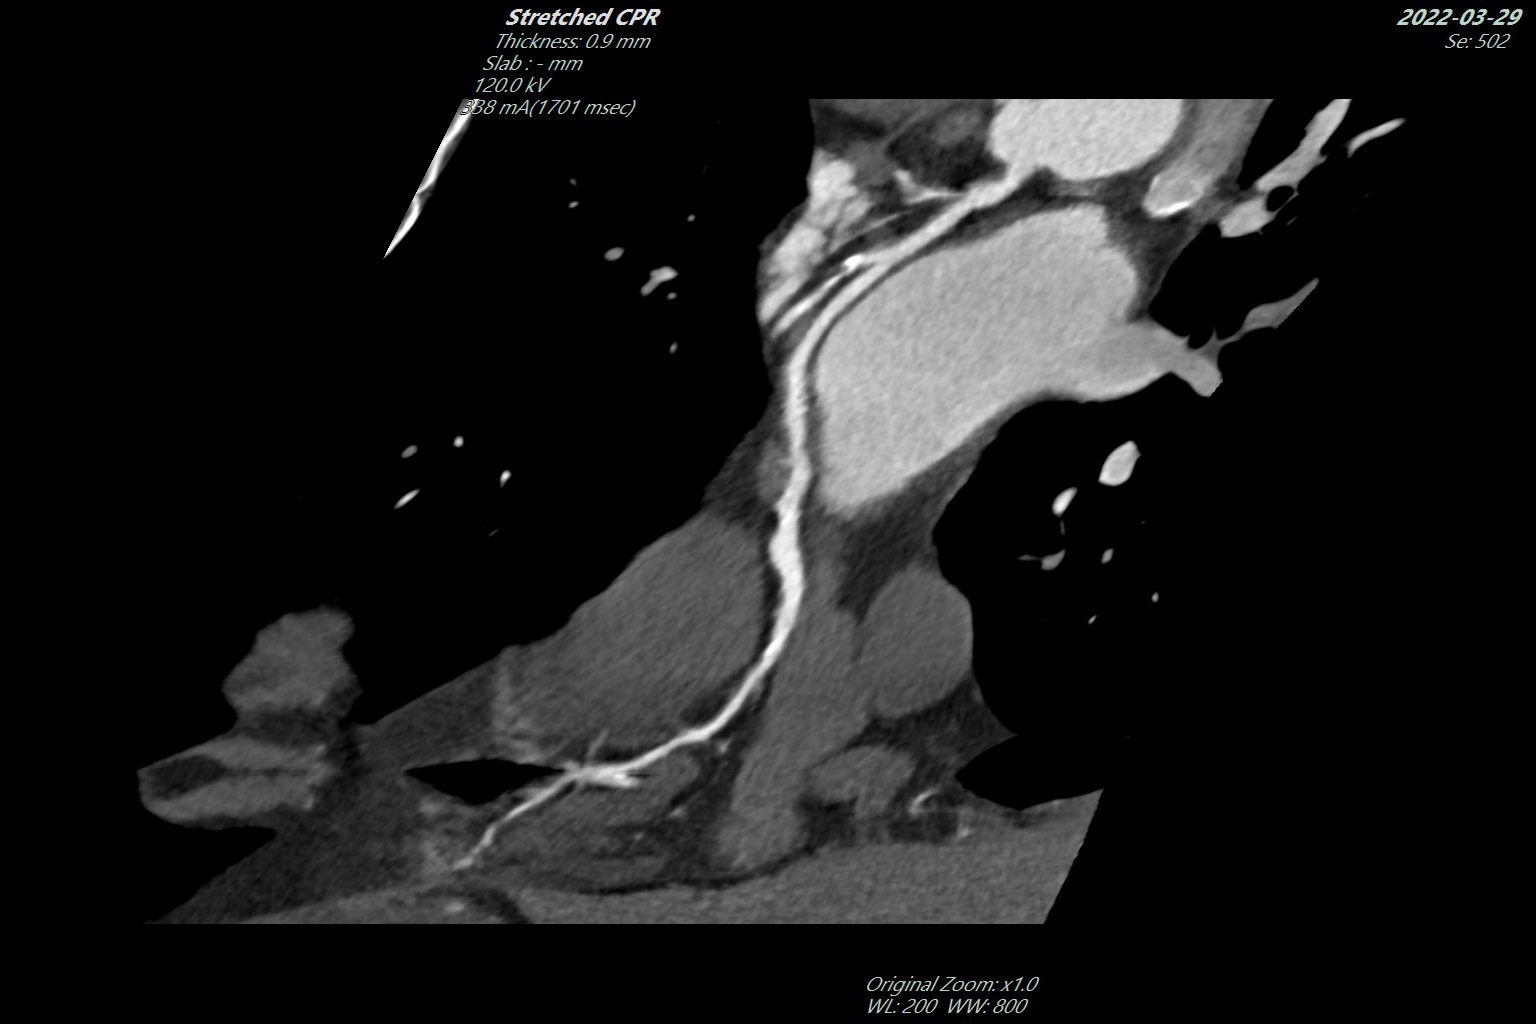 Stretched CPR
Thickness: 0.9 mm
Slab : - mm
120.0 kV
338 mA(1701 msec)
2022-03-29
Se: 502
Original Zoom: x1.0
WL: 200 WW: 800